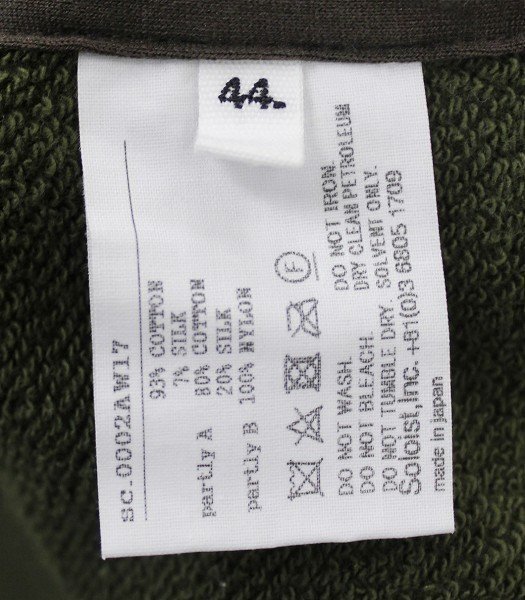 44.
sc.0002AW17
93% COTTON
7% SILK
partly A 80% COTTON
20% SILK
partly B 100% NYLON
F
DO NOT WASH. DO NOT IRON.
DO NOT BLEACH. DRY CLEAN PETROLEUM
DO NOT TUMBLE DRY. SOLVENT ONLY.
Soloist,Inc. +81(0)3 6805 1709
made in japan